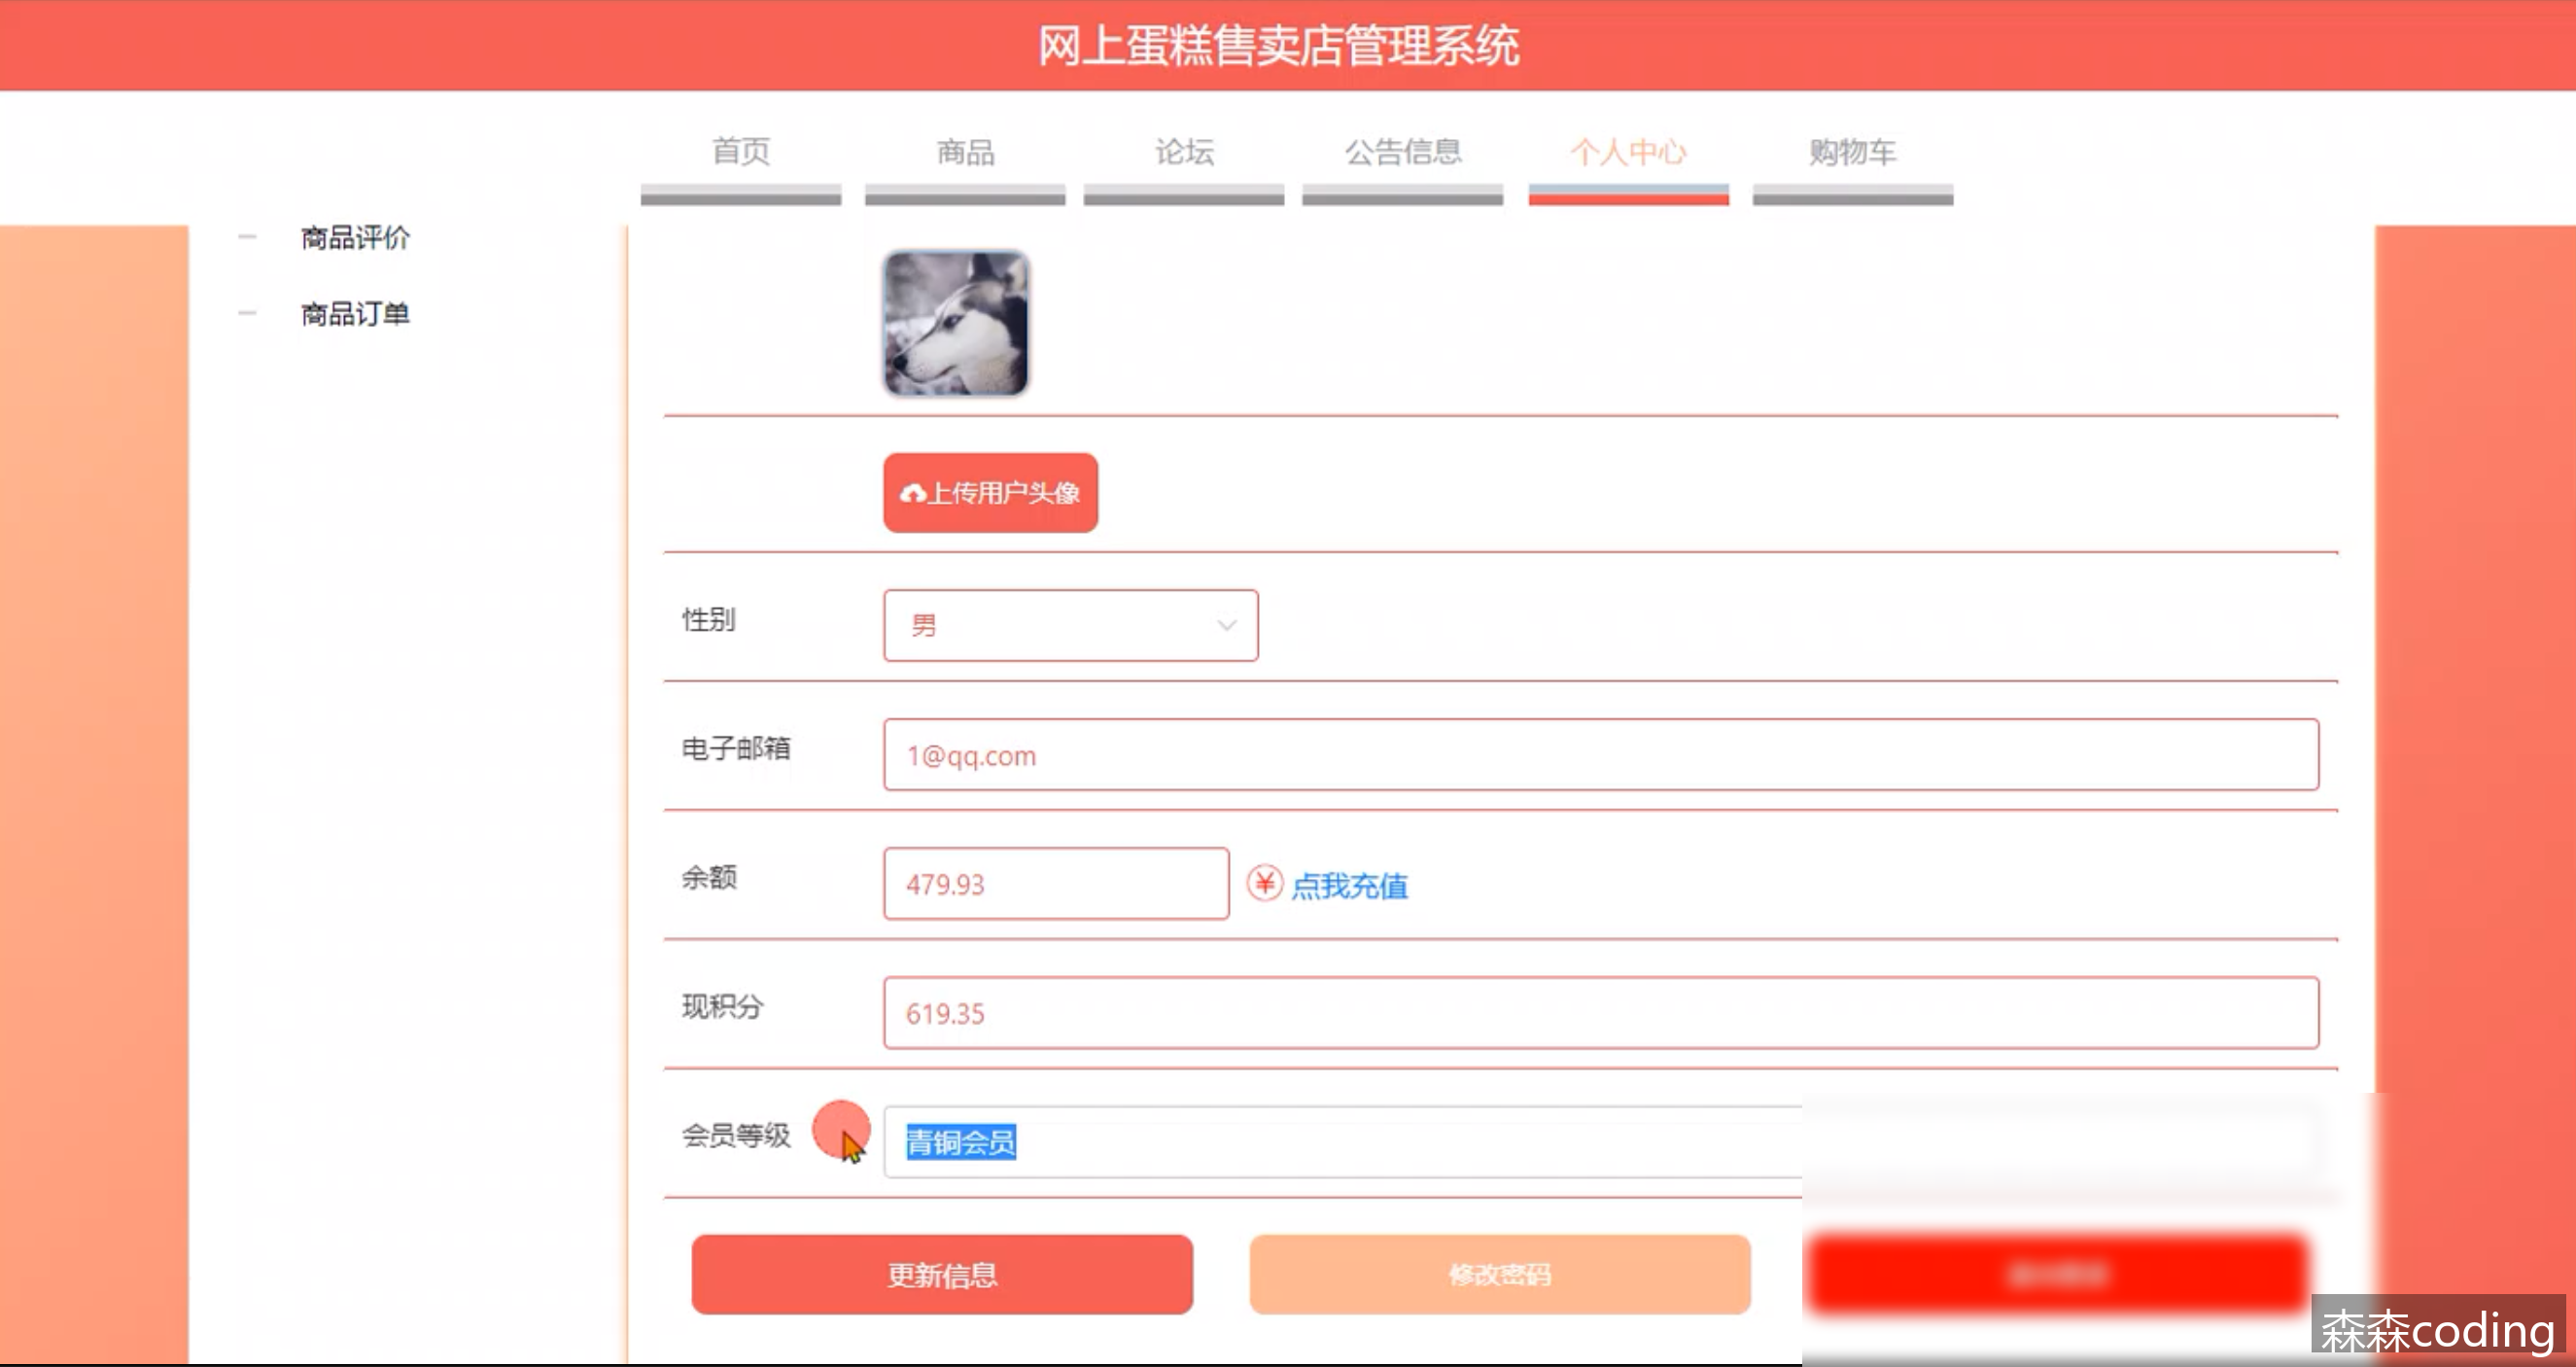 网上蛋糕售卖店管理系统
首页 商品 论坛 公告信息 个人中心 购物车
商品评价
商品订单
上传用户头像
性别 男
电子邮箱 1@qq.com
余额 479.93 点我充值
现积分 619.35
会员等级 青铜会员
更新信息 修改密码
森森coding